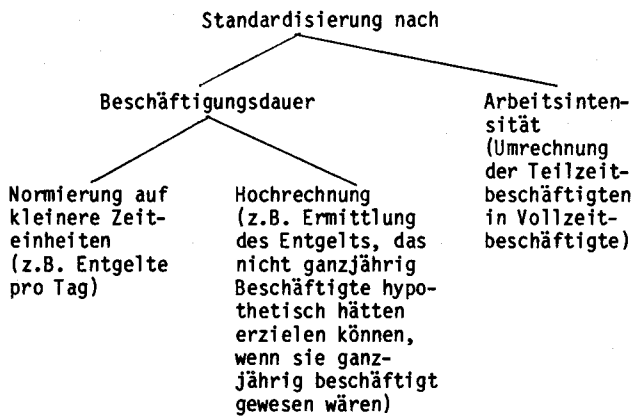 Standardisierung nach
Beschäftigungsdauer
Arbeitsinten-
sität
(Umrechnung
der Teilzeit-
beschäftigten
in Vollzeit-
beschäftigte)
Normierung auf
kleinere Zeit-
einheiten
(z.B. Entgelte
pro Tag)
Hochrechnung
(z.B. Ermittlung
des Entgelts, das
nicht ganzjährig
Beschäftigte hypo-
thetisch hätten
erzielen können,
wenn sie ganz-
jährig beschäftigt
gewesen wären)